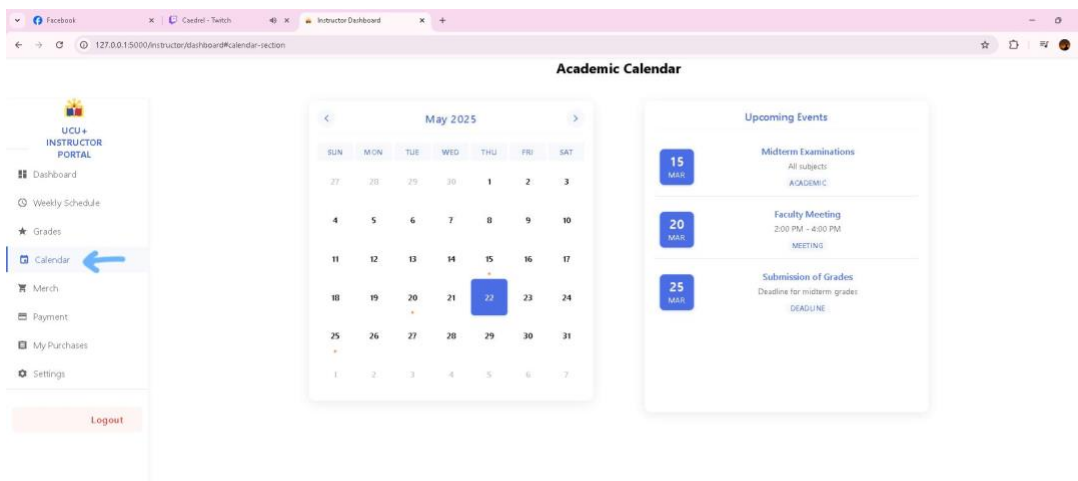 Facebook
Caedrel - Twitch
Instructor Dashboard
127.0.0.1:5000/instructor/dashboard#calendar-section
Academic Calendar
UCU+
INSTRUCTOR
PORTAL
Dashboard
Weekly Schedule
Grades
Calendar
Merch
Payment
My Purchases
Settings
Logout
May 2025
SUN MON TUE WED THU FRI SAT
27 28 29 30 1 2 3
4 5 6 7 8 9 10
11 12 13 14 15 16 17
18 19 20 21 22 23 24
25 26 27 28 29 30 31
1 2 3 4 5 6 7
Upcoming Events
15
MAR
Midterm Examinations
All subjects
ACADEMIC
20
MAR
Faculty Meeting
2:00 PM - 4:00 PM
MEETING
25
MAR
Submission of Grades
Deadline for midterm grades
DEADLINE